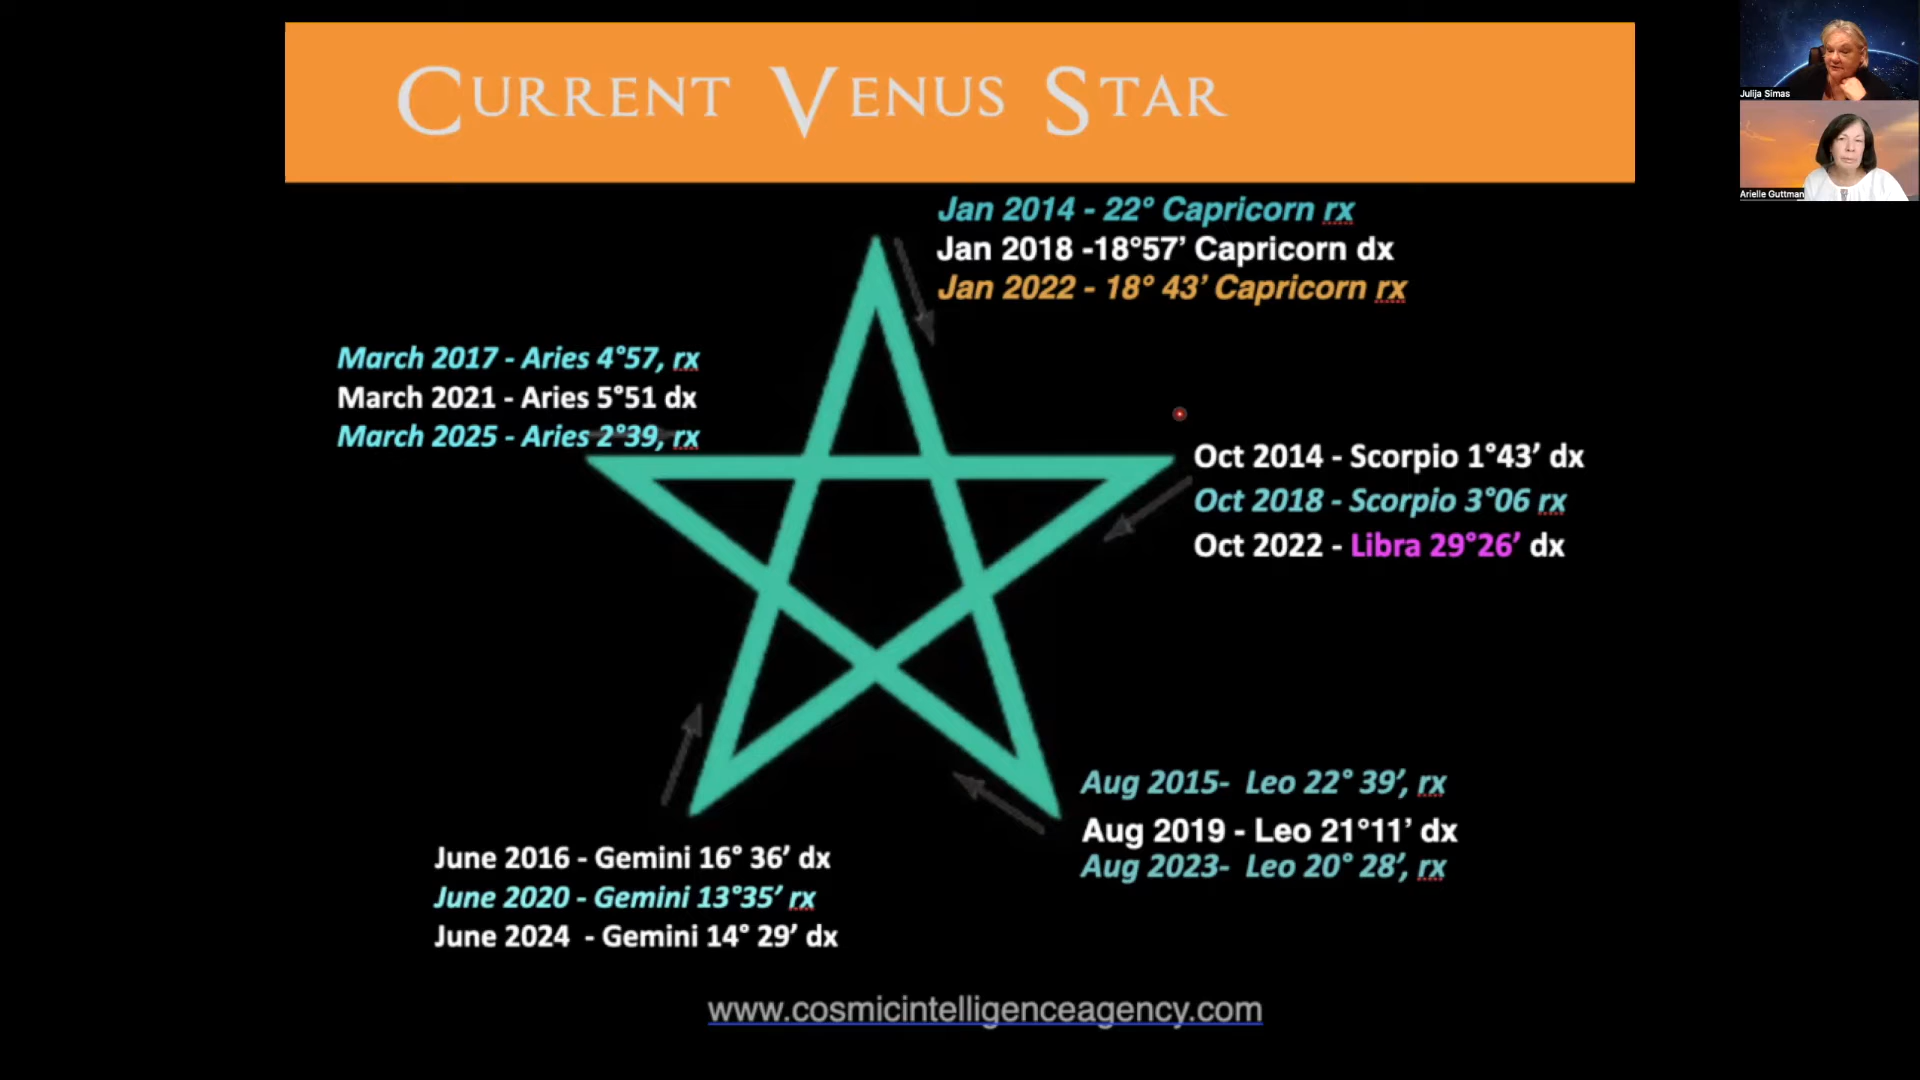 CURRENT VENUS STAR
Julija Simas
Arielle Guttman
Jan 2014 - 22° Capricorn rx
Jan 2018 -18°57’ Capricorn dx
Jan 2022 - 18° 43’ Capricorn rx
March 2017 - Aries 4°57, rx
March 2021 - Aries 5°51 dx
March 2025 - Aries 2°39, rx
Oct 2014 - Scorpio 1°43’ dx
Oct 2018 - Scorpio 3°06 rx
Oct 2022 - Libra 29°26’ dx
Aug 2015- Leo 22° 39’, rx
Aug 2019 - Leo 21°11’ dx
Aug 2023- Leo 20° 28’, rx
June 2016 - Gemini 16° 36’ dx
June 2020 - Gemini 13°35’ rx
June 2024 - Gemini 14° 29’ dx
www.cosmicintelligenceagency.com